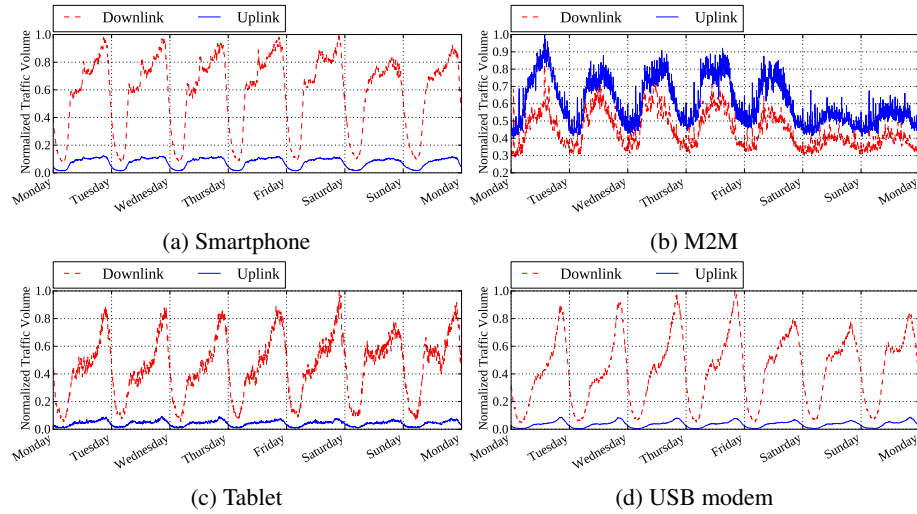 Downlink Uplink
Normalized Traffic Volume
1.0
0.8
0.6
0.4
0.2
0.0
Monday Tuesday Wednesday Thursday Friday Saturday Sunday Monday
(a) Smartphone
Downlink Uplink
Normalized Traffic Volume
1.0
0.9
0.8
0.7
0.6
0.5
0.4
0.3
0.2
Monday Tuesday Wednesday Thursday Friday Saturday Sunday Monday
(b) M2M
Downlink Uplink
Normalized Traffic Volume
1.0
0.8
0.6
0.4
0.2
0.0
Monday Tuesday Wednesday Thursday Friday Saturday Sunday Monday
(c) Tablet
Downlink Uplink
Normalized Traffic Volume
1.0
0.8
0.6
0.4
0.2
0.0
Monday Tuesday Wednesday Thursday Friday Saturday Sunday Monday
(d) USB modem